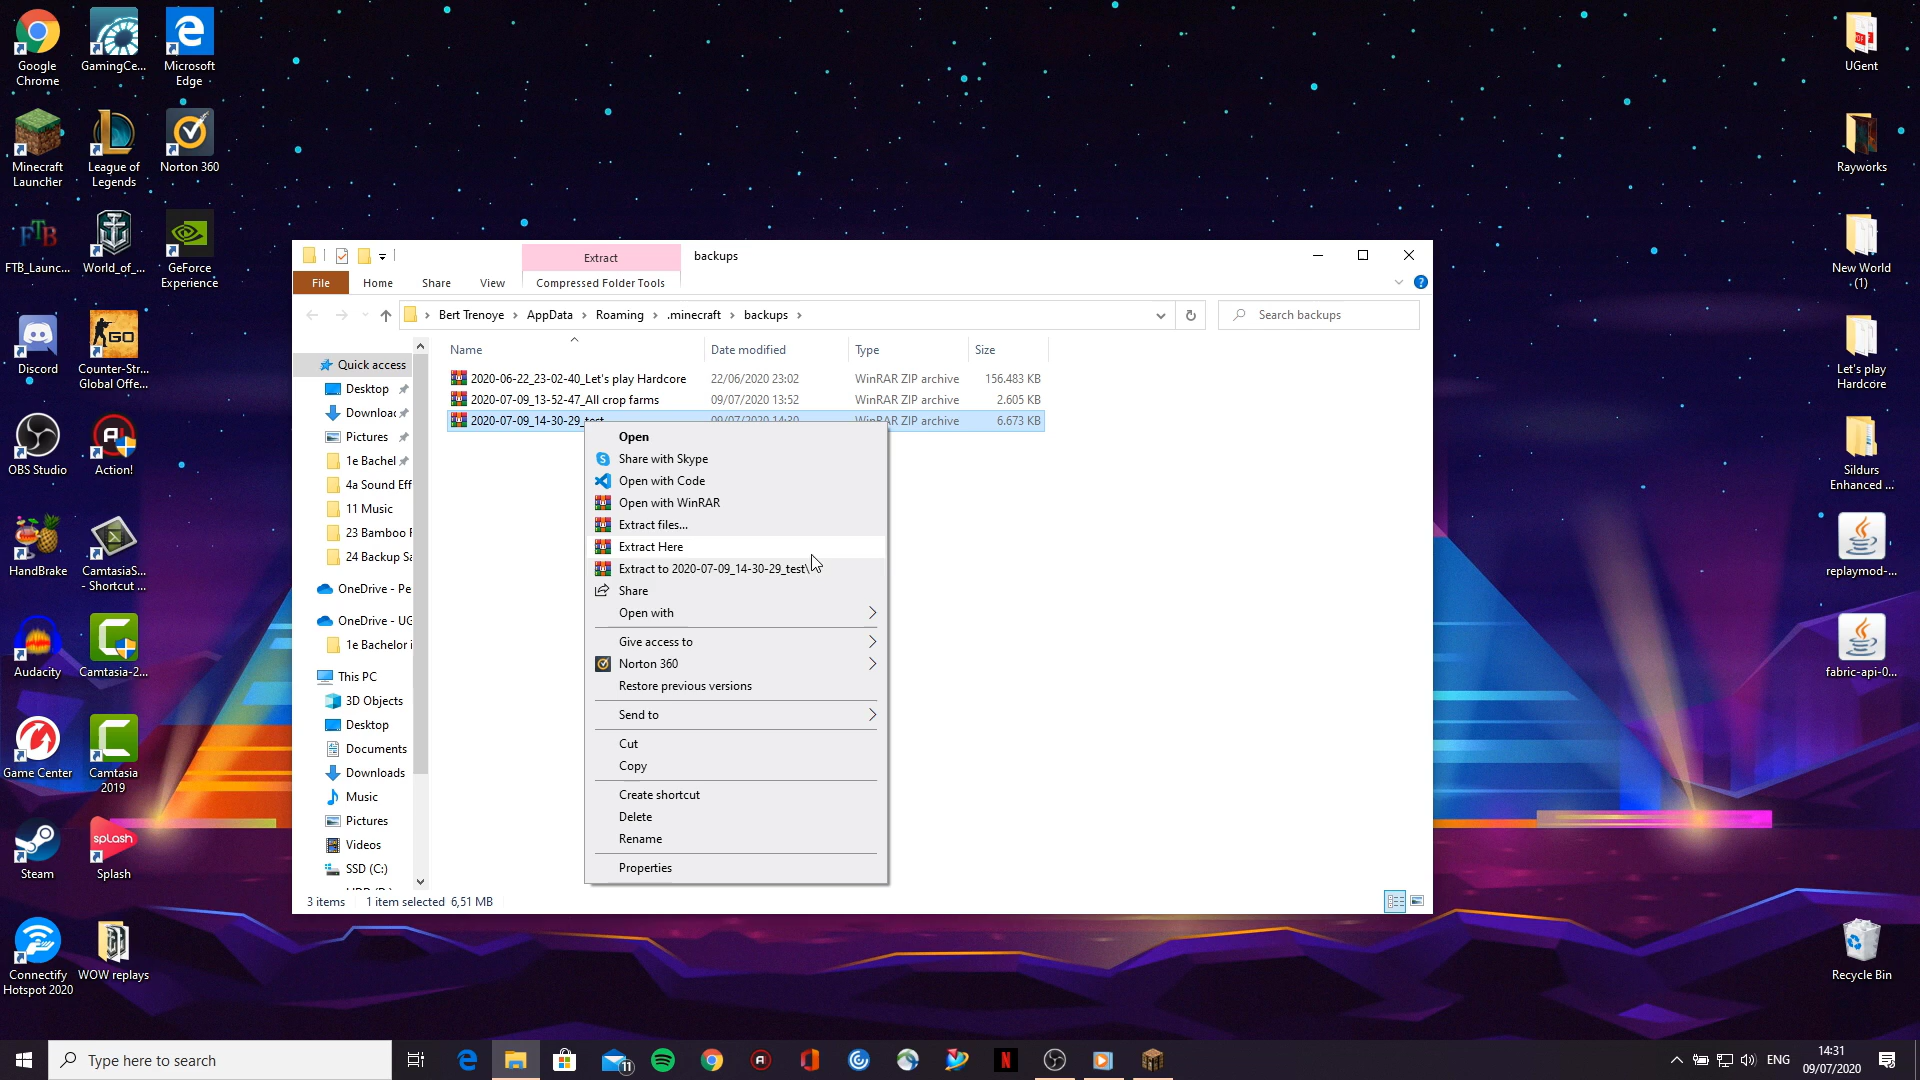 Google
Chrome
GamingCe...
Microsoft
Edge
Minecraft
Launcher
League of
Legends
Norton 360
FTB_Launc...
World_of_...
GeForce
Experience
Discord
Counter-Str...
Global Offe...
OBS Studio
Action!
HandBrake
CamtasiaS...
- Shortcut ...
Audacity
Camtasia-2...
Game Center
Camtasia
2019
Steam
splash
Splash
Connectify
Hotspot 2020
WOW replays
Extract
backups
File
Home
Share
View
Compressed Folder Tools
Bert Trenoye
AppData
Roaming
.minecraft
backups
Search backups
Name
Date modified
Type
Size
2020-06-22_23-02-40_Let's play Hardcore
22/06/2020 23:02
WinRAR ZIP archive
156.483 KB
2020-07-09_13-52-47_All crop farms
09/07/2020 13:52
WinRAR ZIP archive
2.605 KB
2020-07-09_14-30-29_test
09/07/2020 14:30
WinRAR ZIP archive
6.673 KB
Quick access
Desktop
Downloac
Pictures
1e Bachel
4a Sound Eff
11 Music
23 Bamboo F
24 Backup Sa
OneDrive - Pe
OneDrive - UG
1e Bachelor i
This PC
3D Objects
Desktop
Documents
Downloads
Music
Pictures
Videos
SSD (C:)
Open
Share with Skype
Open with Code
Open with WinRAR
Extract files...
Extract Here
Extract to 2020-07-09_14-30-29_test\
Share
Open with
Give access to
Norton 360
Restore previous versions
Send to
Cut
Copy
Create shortcut
Delete
Rename
Properties
3 items
1 item selected 6,51 MB
UGent
Rayworks
New World
(1)
Let's play
Hardcore
Sildurs
Enhanced ...
replaymod-...
fabric-api-0...
Recycle Bin
Type here to search
11
ENG
14:31
09/07/2020